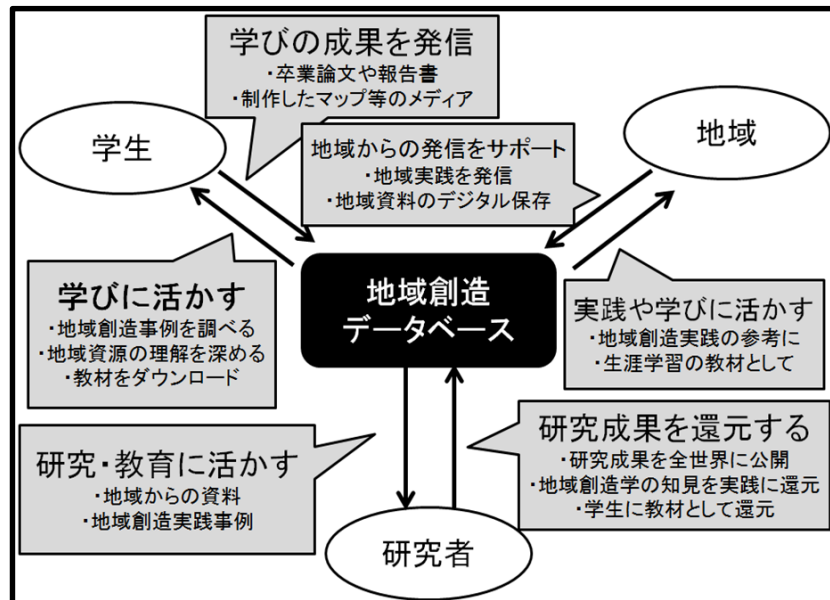 学びの成果を発信
・卒業論文や報告書
・制作したマップ等のメディア
学生
地域
地域からの発信をサポート
・地域実践を発信
・地域資料のデジタル保存
学びに活かす
・地域創造事例を調べる
・地域資源の理解を深める
・教材をダウンロード
地域創造
データベース
実践や学びに活かす
・地域創造実践の参考に
・生涯学習の教材として
研究・教育に活かす
・地域からの資料
・地域創造実践事例
研究成果を還元する
・研究成果を全世界に公開
・地域創造学の知見を実践に還元
・学生に教材として還元
研究者